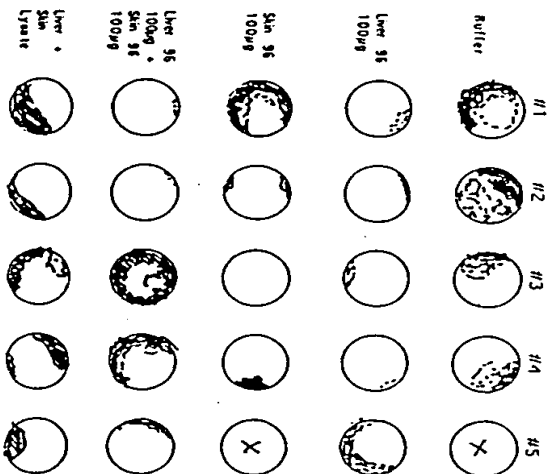 #1 #2 #3 #4 #5
Buffer
X
Liver 96
100µg
Skin 96
100µg
X
Liver 96
100µg +
Skin 96
100µg
Liver +
Skin
Lysate